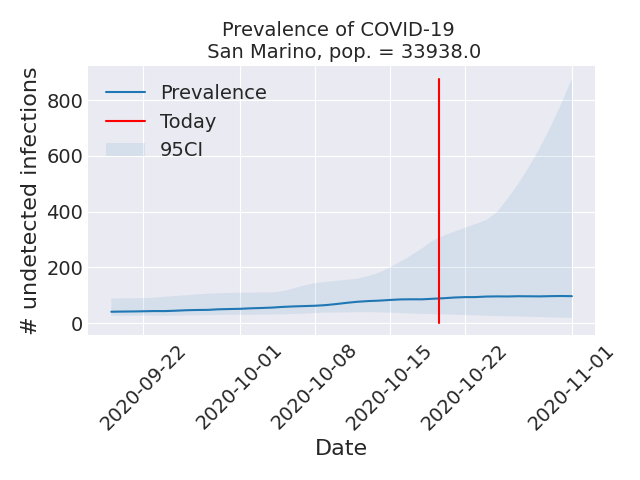 Prevalence of COVID-19
San Marino, pop. = 33938.0
# undetected infections
800
600
400
200
0
Prevalence
Today
95CI
2020-09-22
2020-10-01
2020-10-08
2020-10-15
2020-10-22
2020-11-01
Date